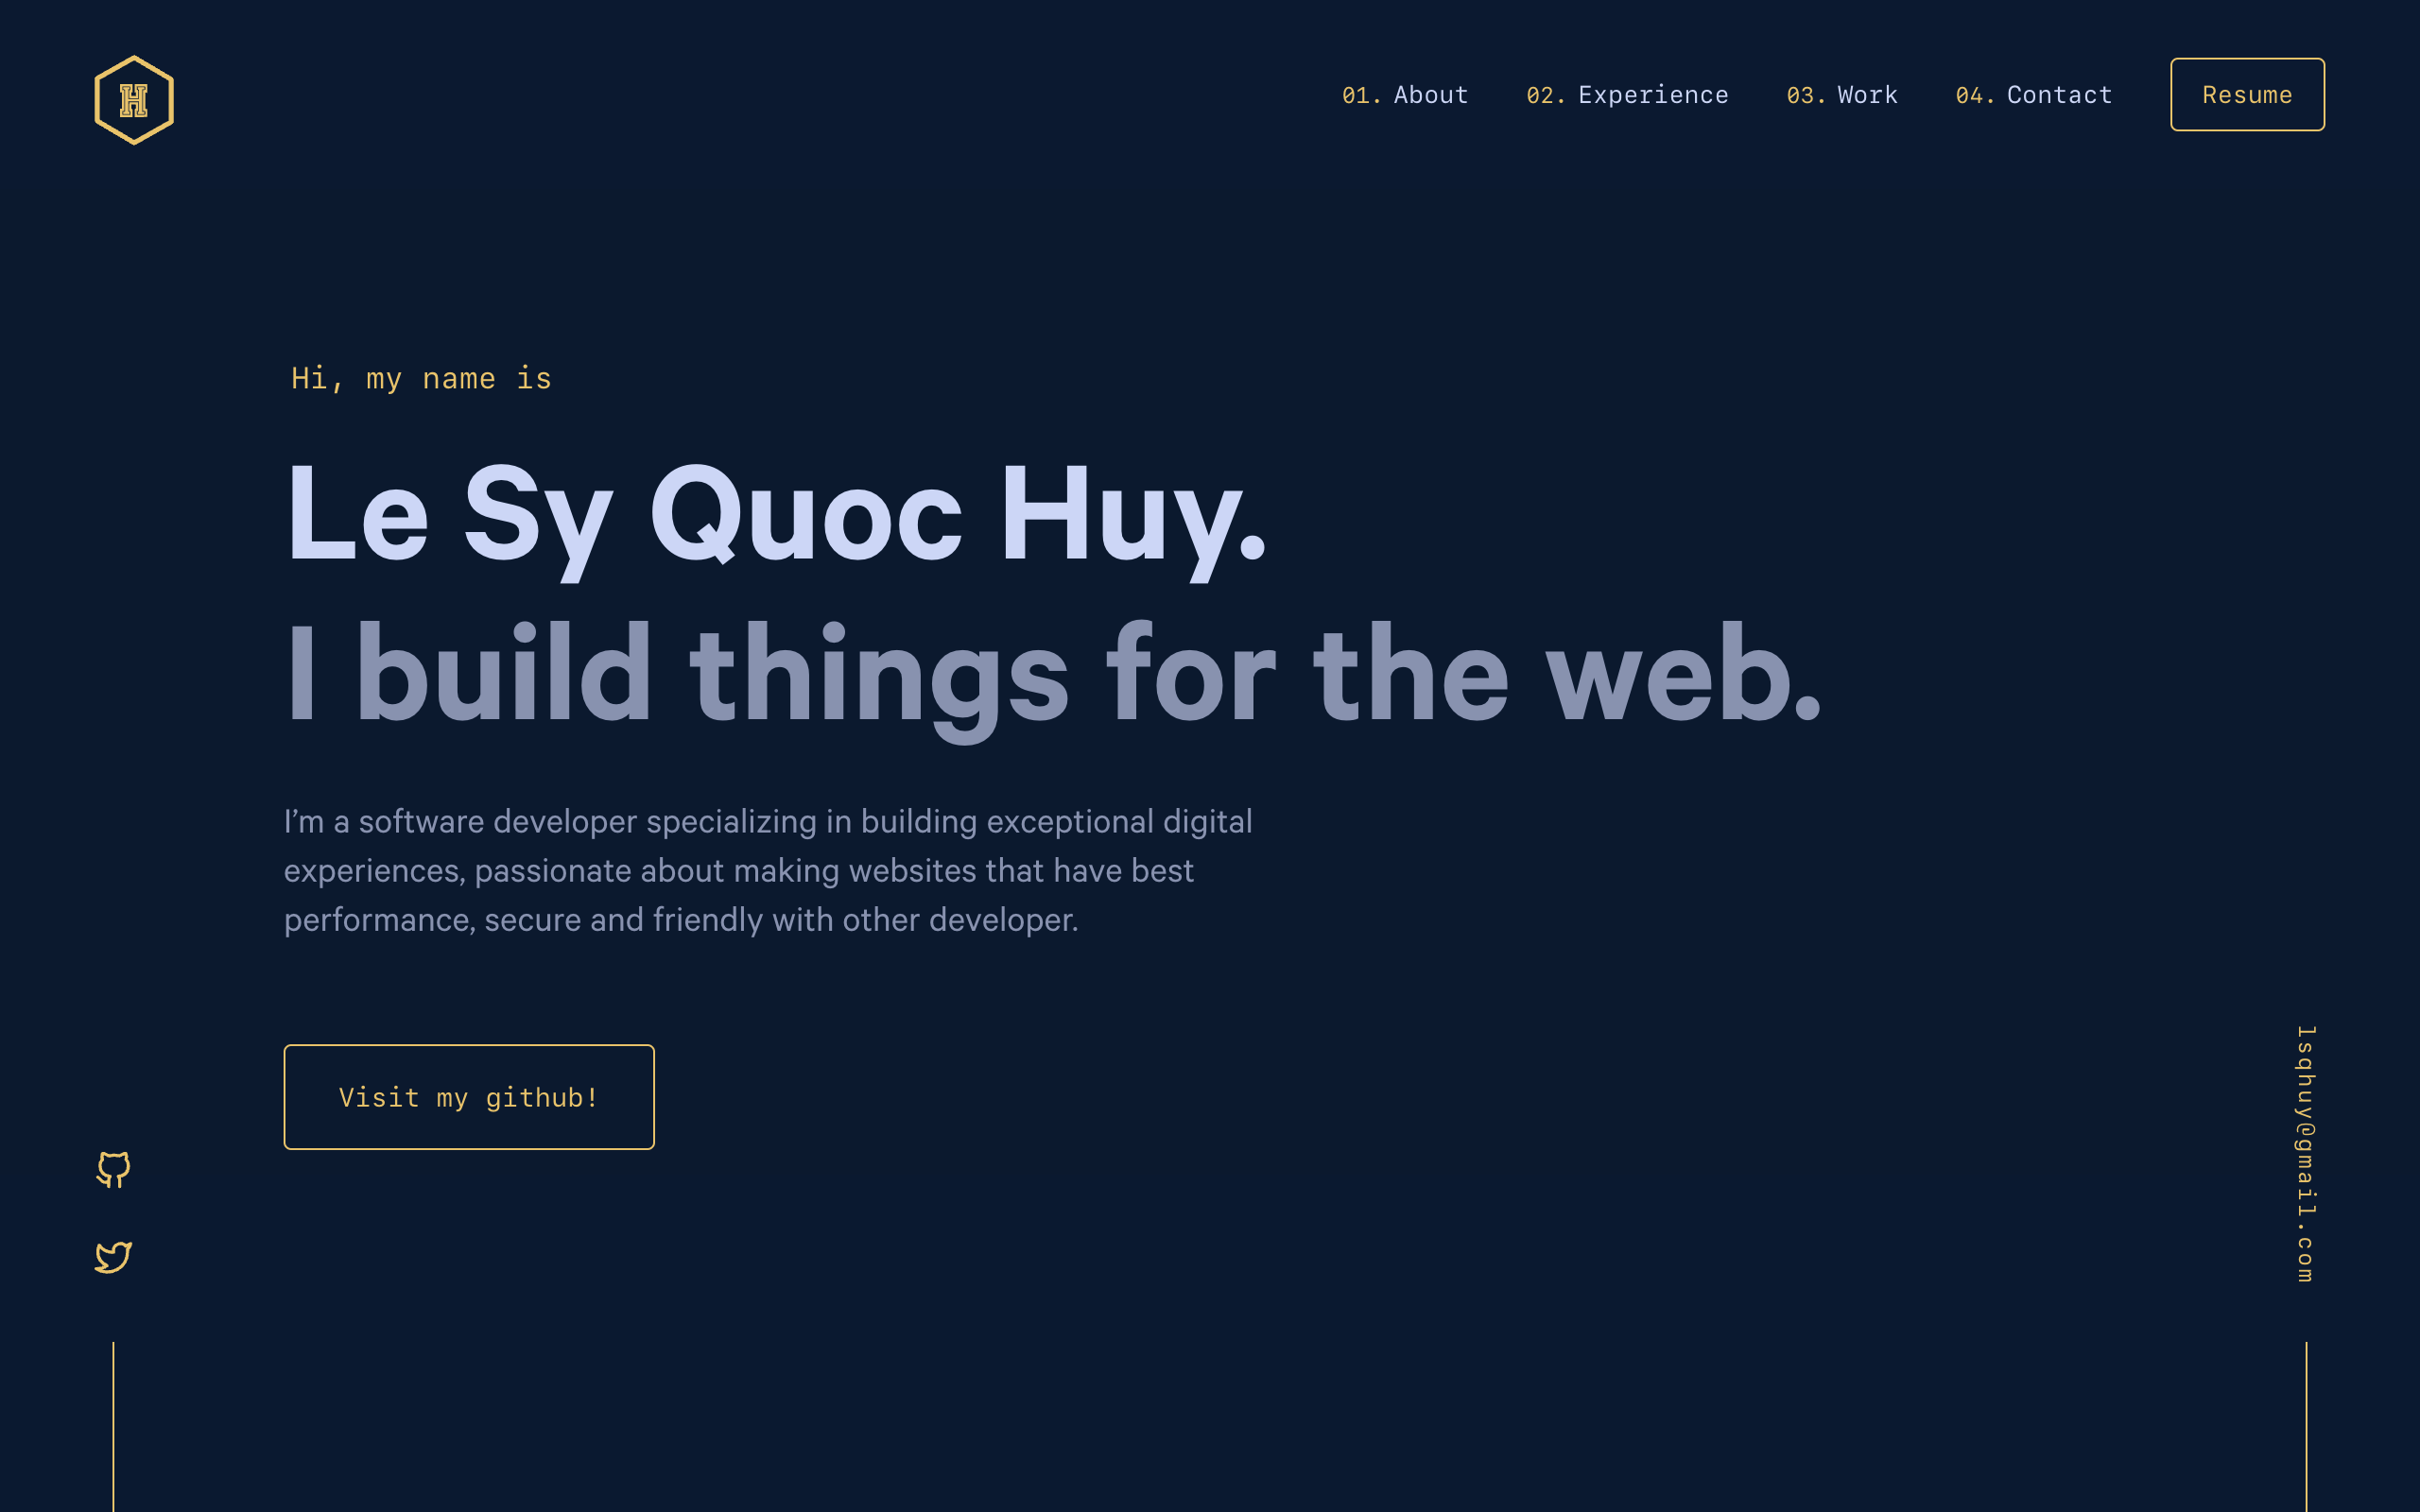 H
01. About 02. Experience 03. Work 04. Contact Resume
Hi, my name is
Le Sy Quoc Huy.
I build things for the web.
I’m a software developer specializing in building exceptional digital
experiences, passionate about making websites that have best
performance, secure and friendly with other developer.
Visit my github!
lsqhuy@gmail.com